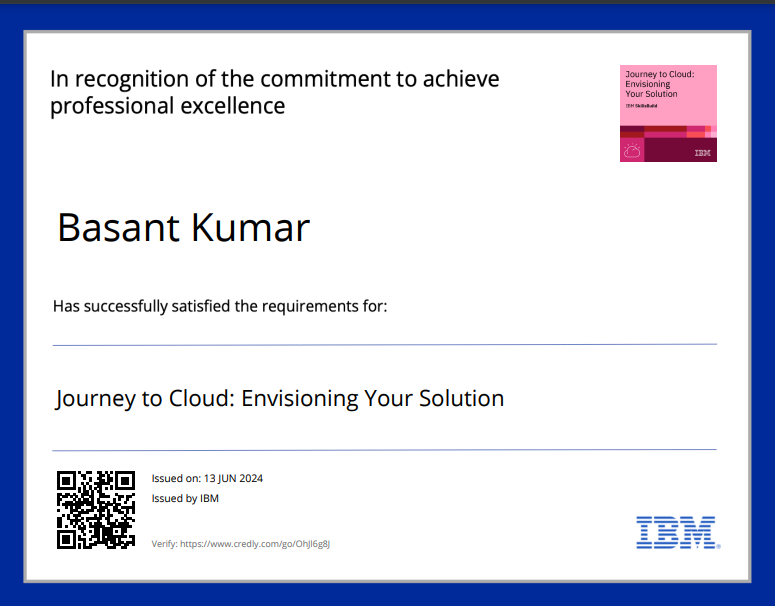 In recognition of the commitment to achieve
professional excellence
Journey to Cloud:
Envisioning
Your Solution
IBM SkillsBuild
IBM
Basant Kumar
Has successfully satisfied the requirements for:
Journey to Cloud: Envisioning Your Solution
Issued on: 13 JUN 2024
Issued by IBM
Verify: https://www.credly.com/go/OhJl6g8J
IBM®